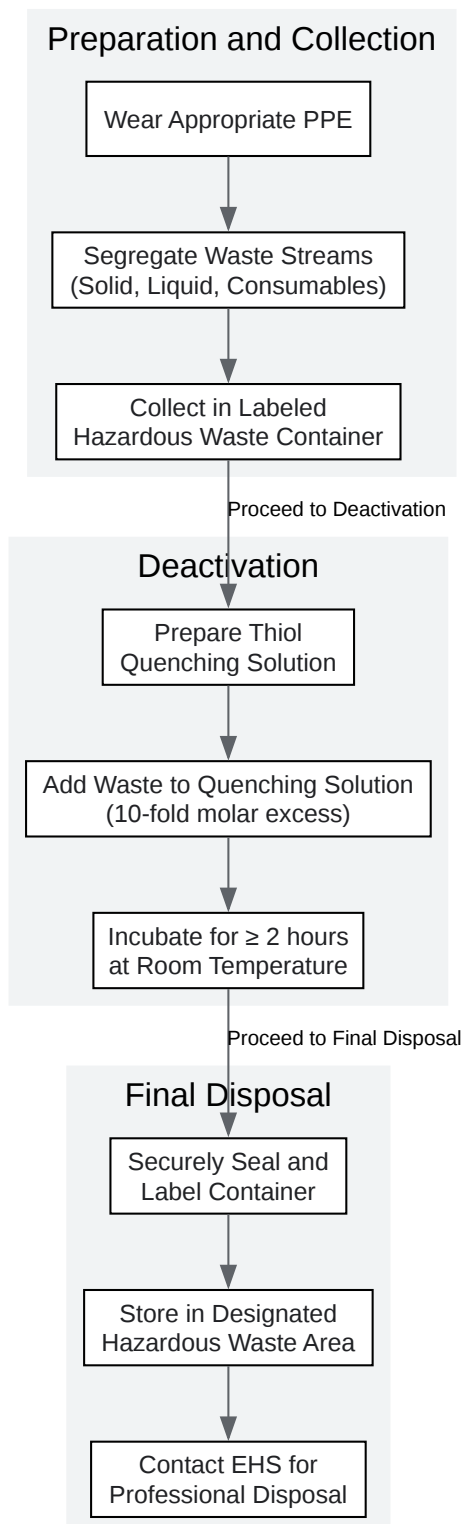 Preparation and Collection
Wear Appropriate PPE
Segregate Waste Streams
(Solid, Liquid, Consumables)
Collect in Labeled
Hazardous Waste Container
Proceed to Deactivation
Deactivation
Prepare Thiol
Quenching Solution
Add Waste to Quenching Solution
(10-fold molar excess)
Incubate for ≥ 2 hours
at Room Temperature
Proceed to Final Disposal
Final Disposal
Securely Seal and
Label Container
Store in Designated
Hazardous Waste Area
Contact EHS for
Professional Disposal